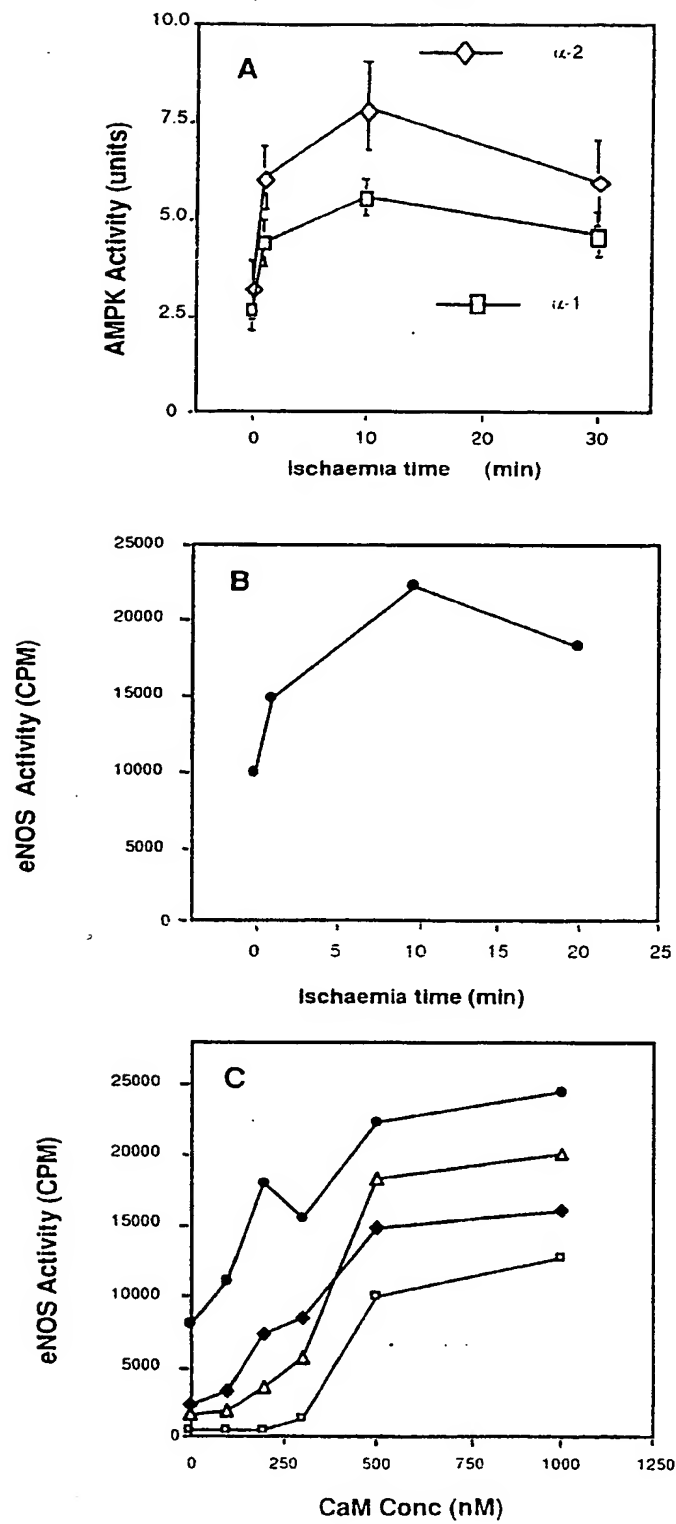 10.0
A
α-2
7.5
5.0
α-1
2.5
0
AMPK Activity (units)
0 10 20 30
Ischaemia time (min)
25000
B
20000
15000
10000
5000
0
eNOS Activity (CPM)
0 5 10 15 20 25
Ischaemia time (min)
C
25000
20000
15000
10000
5000
0
eNOS Activity (CPM)
0 250 500 750 1000 1250
CaM Conc (nM)